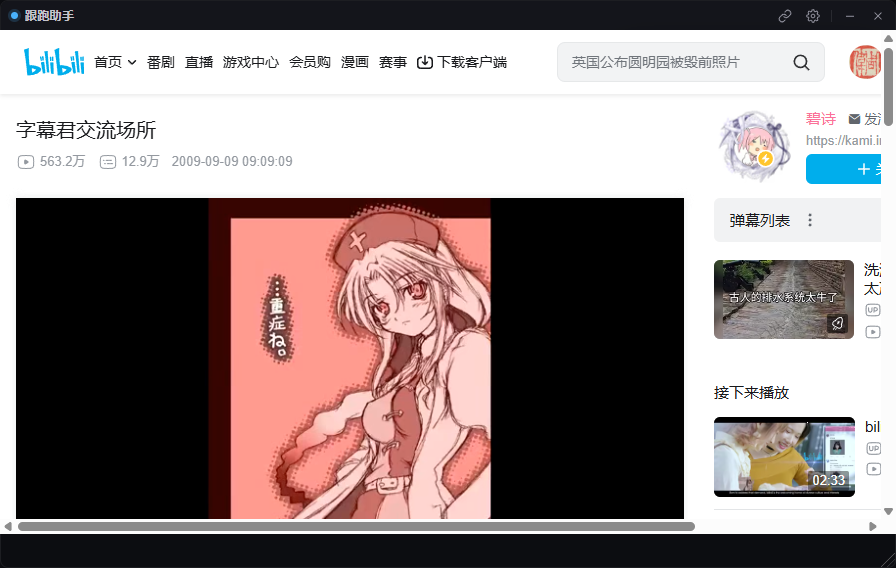 跟跑助手
bilibili 首页 番剧 直播 游戏中心 会员购 漫画 赛事 下载客户端 英国公布圆明园被毁前照片
字幕君交流场所
563.2万 12.9万 2009-09-09 09:09:09
碧诗
https://kami.i
弹幕列表
…重症ね。
古人的排水系统太牛了
UP
接下来播放
bil
UP
02:33